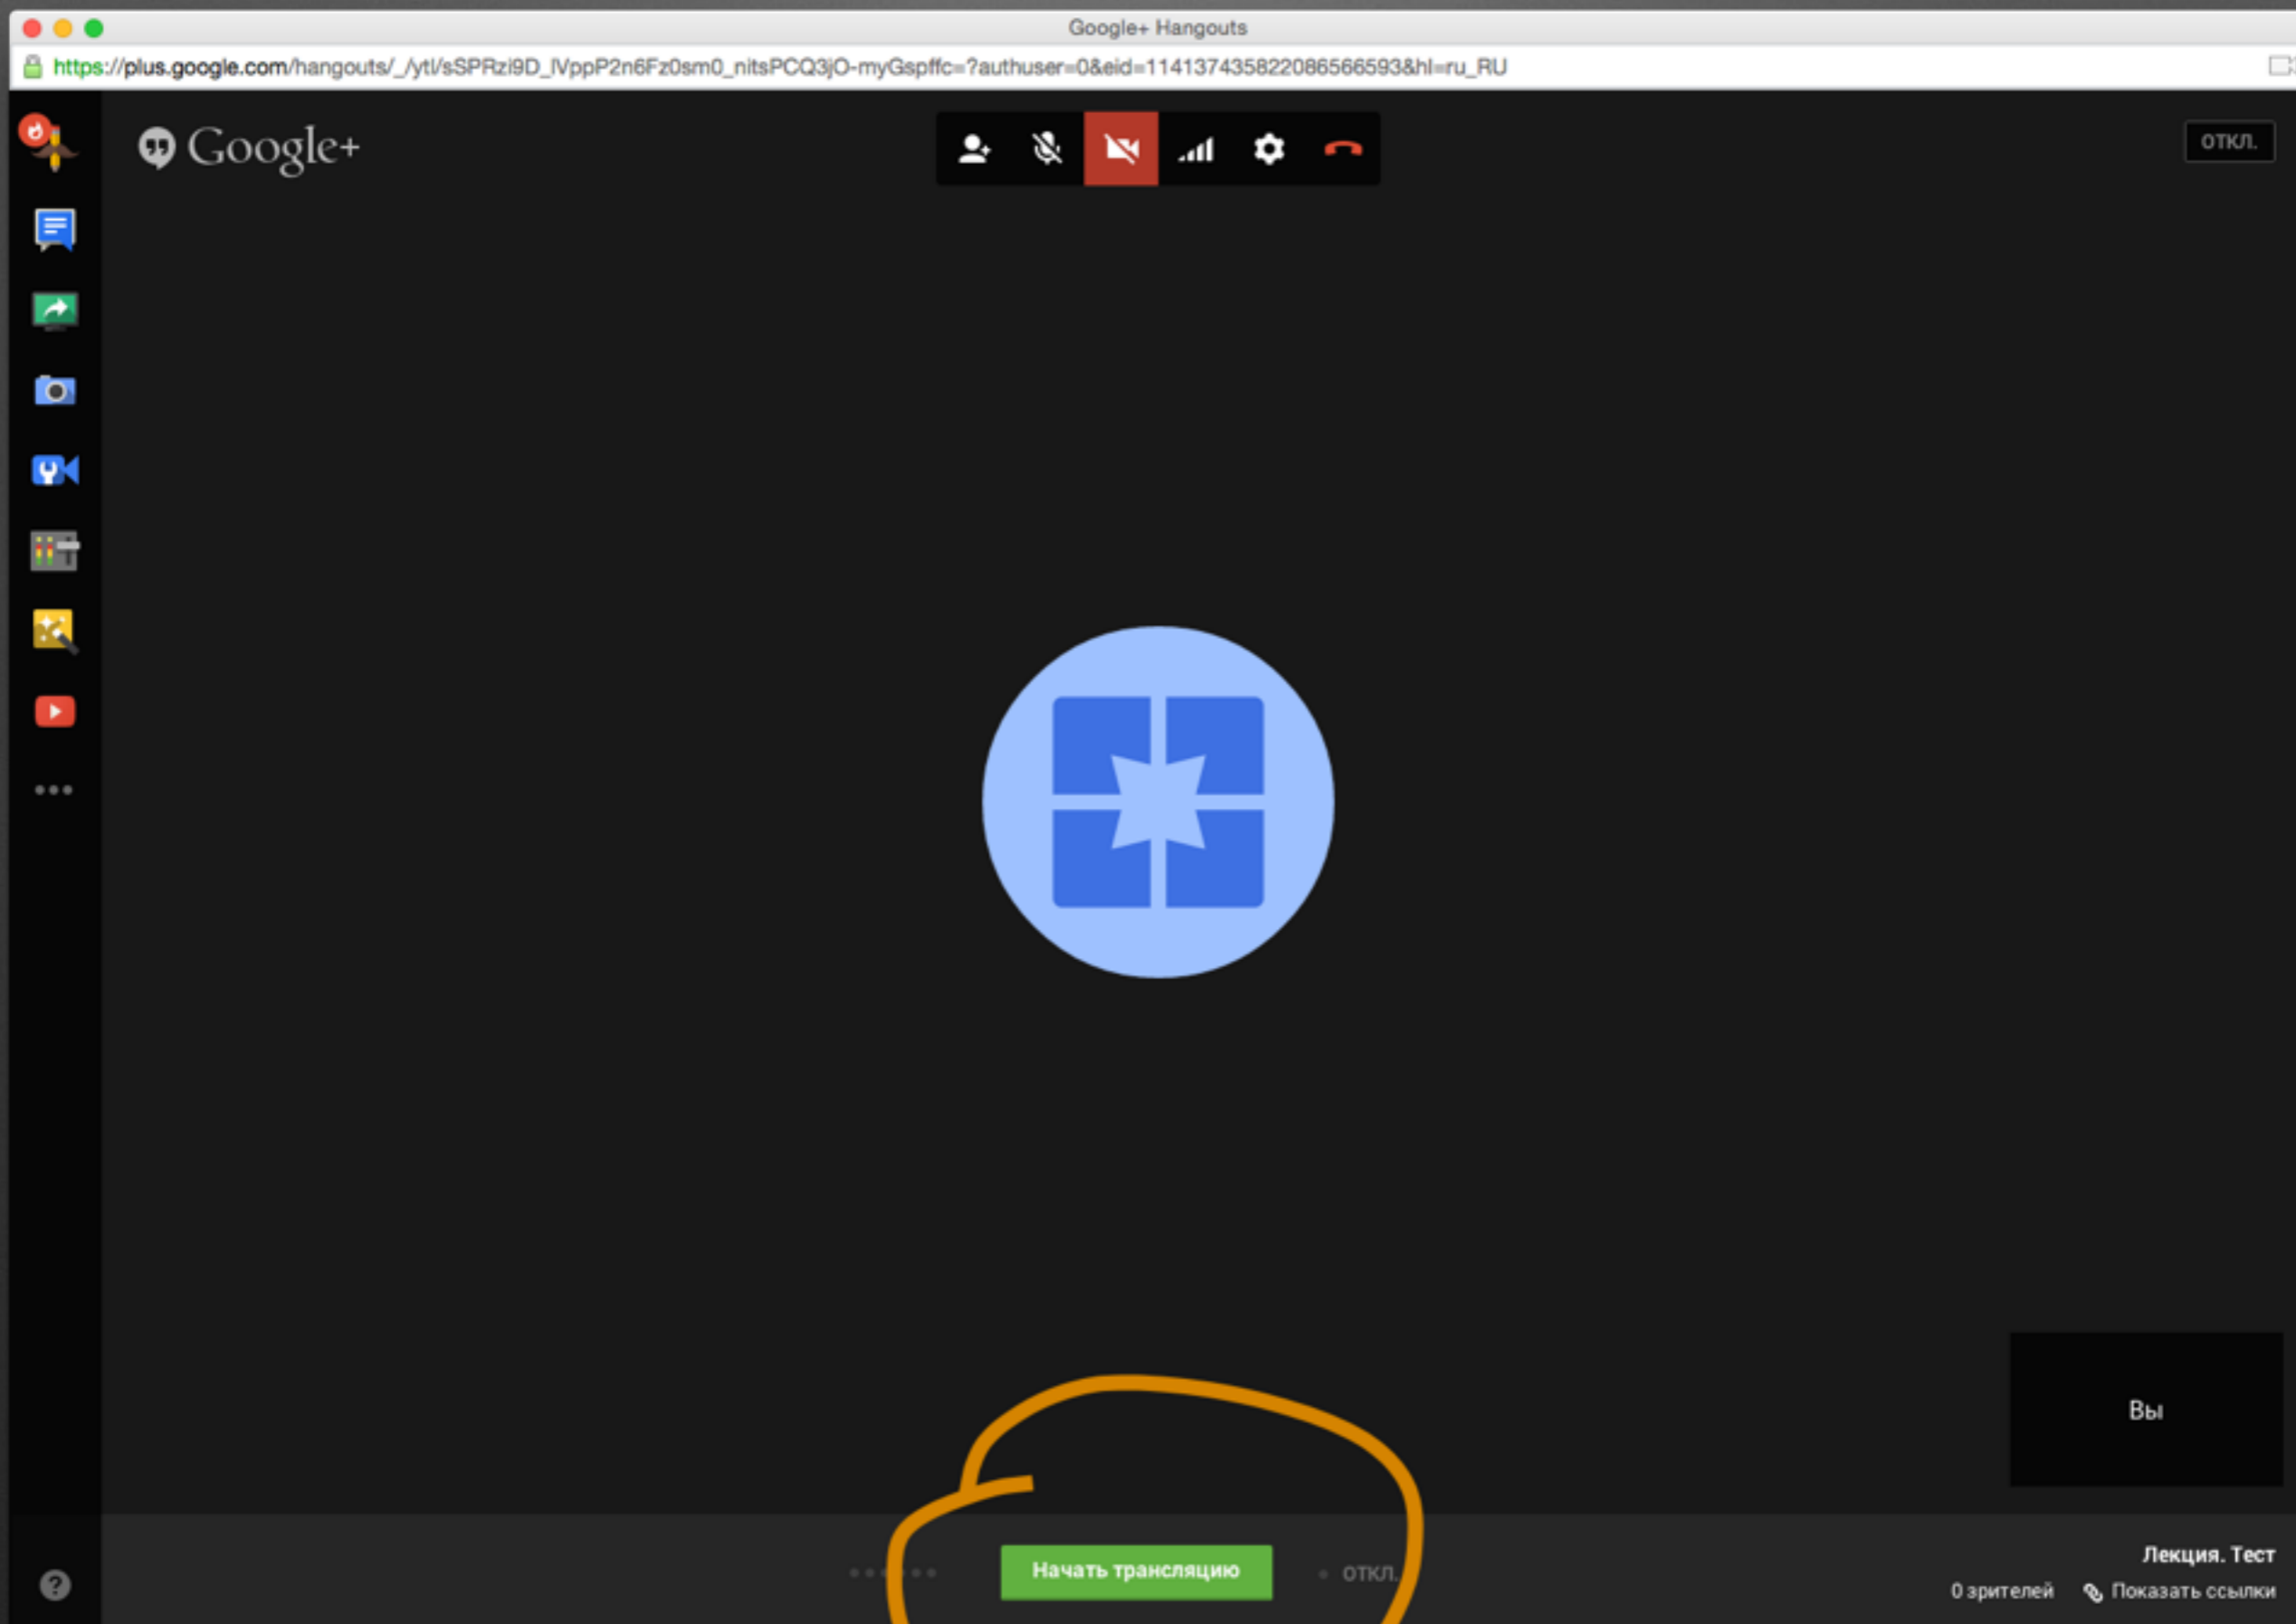 Google+ Hangouts
https://plus.google.com/hangouts/_/ytl/sSPRzi9D_lVppP2n6Fz0sm0_nitsPCQ3jO-myGspffc=?authuser=0&eid=114137435822086566593&hl=ru_RU
Google+
ОТКЛ.
Вы
Начать трансляцию
ОТКЛ.
Лекция. Тест
0 зрителей
Показать ссылки